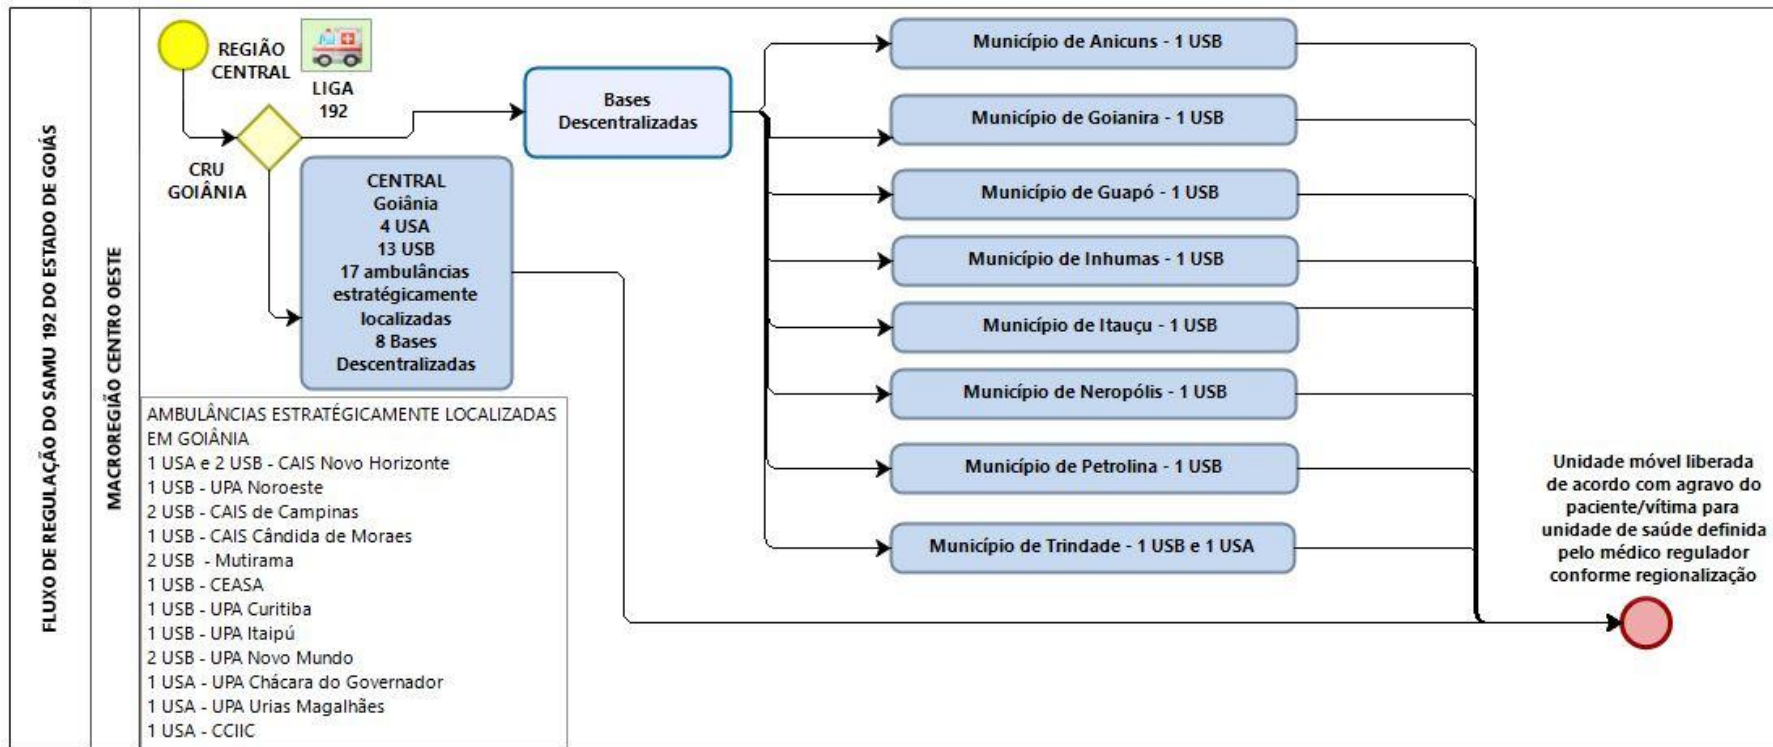 FLUXO DE REGULAÇÃO DO SAMU 192 DO ESTADO DE GOIÁS
MACROREGIÃO CENTRO OESTE
REGIÃO
CENTRAL
LIGA
192
CRU
GOIÂNIA
Bases
Descentralizadas
CENTRAL
Goiânia
4 USA
13 USB
17 ambulâncias
estratégicamente
localizadas
8 Bases
Descentralizadas
Município de Anicuns - 1 USB
Município de Goianira - 1 USB
Município de Guapó - 1 USB
Município de Inhumas - 1 USB
Município de Itauçu - 1 USB
Município de Neropólis - 1 USB
Município de Petrolina - 1 USB
Município de Trindade - 1 USB e 1 USA
AMBULÂNCIAS ESTRATÉGICAMENTE LOCALIZADAS
EM GOIÂNIA
1 USA e 2 USB - CAIS Novo Horizonte
1 USB - UPA Noroeste
2 USB - CAIS de Campinas
1 USB - CAIS Cândida de Moraes
2 USB - Mutirama
1 USB - CEASA
1 USB - UPA Curitiba
1 USB - UPA Itaipú
2 USB - UPA Novo Mundo
1 USA - UPA Chácara do Governador
1 USA - UPA Urias Magalhães
1 USA - CCIIC
Unidade móvel liberada
de acordo com agravo do
paciente/vítima para
unidade de saúde definida
pelo médico regulador
conforme regionalização